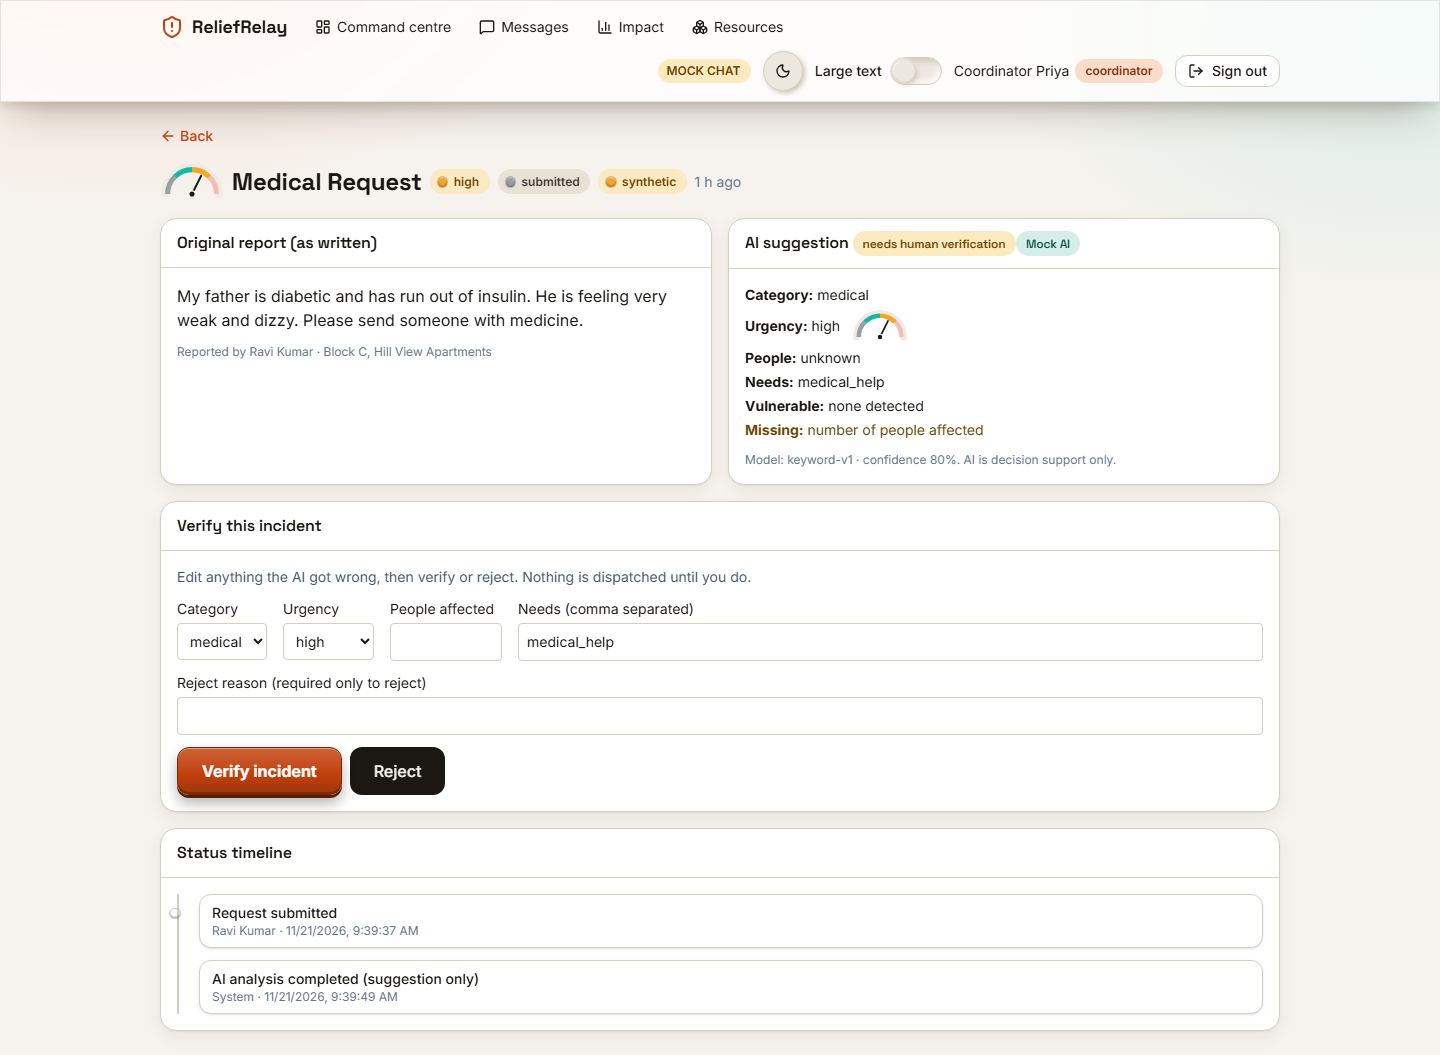 ReliefRelay
Command centre
Messages
Impact
Resources
MOCK CHAT
Large text
Coordinator Priya
coordinator
Sign out
Back
Medical Request
high
submitted
synthetic
1 h ago
Original report (as written)
My father is diabetic and has run out of insulin. He is feeling very
weak and dizzy. Please send someone with medicine.
Reported by Ravi Kumar · Block C, Hill View Apartments
AI suggestion needs human verification Mock AI
Category: medical
Urgency: high
People: unknown
Needs: medical_help
Vulnerable: none detected
Missing: number of people affected
Model: keyword-v1 · confidence 80%. AI is decision support only.
Verify this incident
Edit anything the AI got wrong, then verify or reject. Nothing is dispatched until you do.
Category
medical
Urgency
high
People affected
Needs (comma separated)
medical_help
Reject reason (required only to reject)
Verify incident
Reject
Status timeline
Request submitted
Ravi Kumar · 11/21/2026, 9:39:37 AM
AI analysis completed (suggestion only)
System · 11/21/2026, 9:39:49 AM